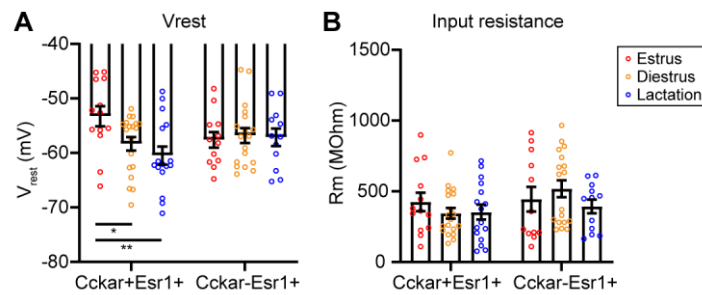 A
Vrest
-40
-50
-60
-70
-80
Vrest (mV)
*
**
Cckar+Esr1+
Cckar-Esr1+
B
Input resistance
1500
1000
500
0
Rm (MOhm)
Cckar+Esr1+
Cckar-Esr1+
Estrus
Diestrus
Lactation